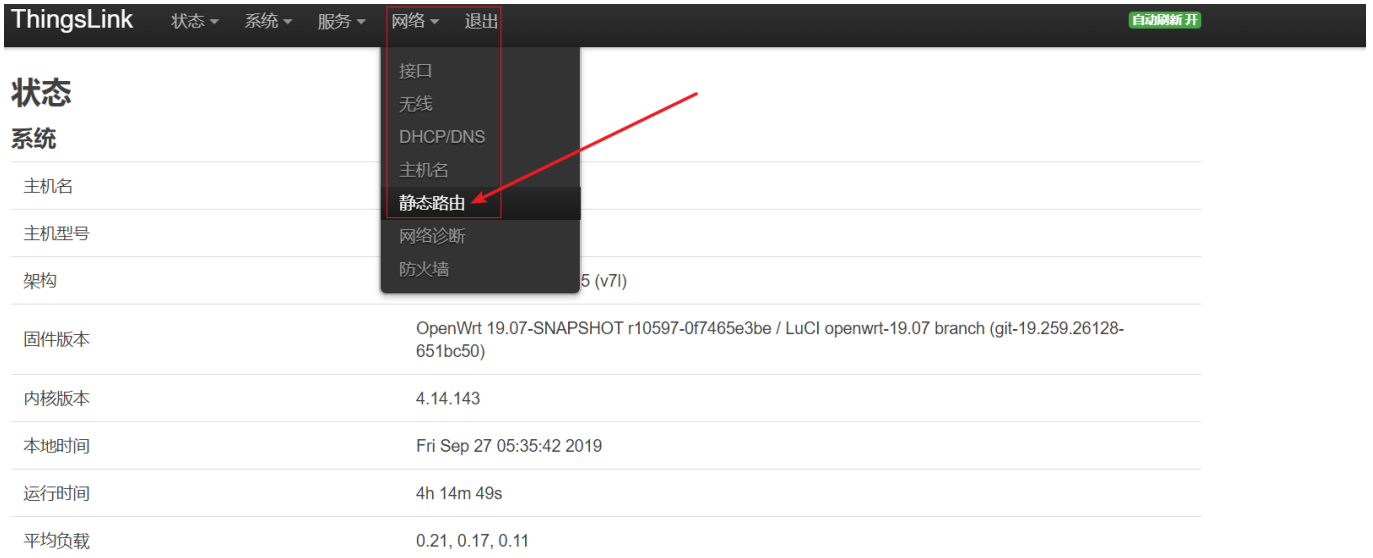 ThingsLink 状态 系统 服务 网络 退出 自动刷新 开
接口
无线
DHCP/DNS
主机名
静态路由
网络诊断
防火墙
状态
系统
主机名
主机型号
架构 5 (v7l)
固件版本 OpenWrt 19.07-SNAPSHOT r10597-0f7465e3be / LuCI openwrt-19.07 branch (git-19.259.26128-
651bc50)
内核版本 4.14.143
本地时间 Fri Sep 27 05:35:42 2019
运行时间 4h 14m 49s
平均负载 0.21, 0.17, 0.11